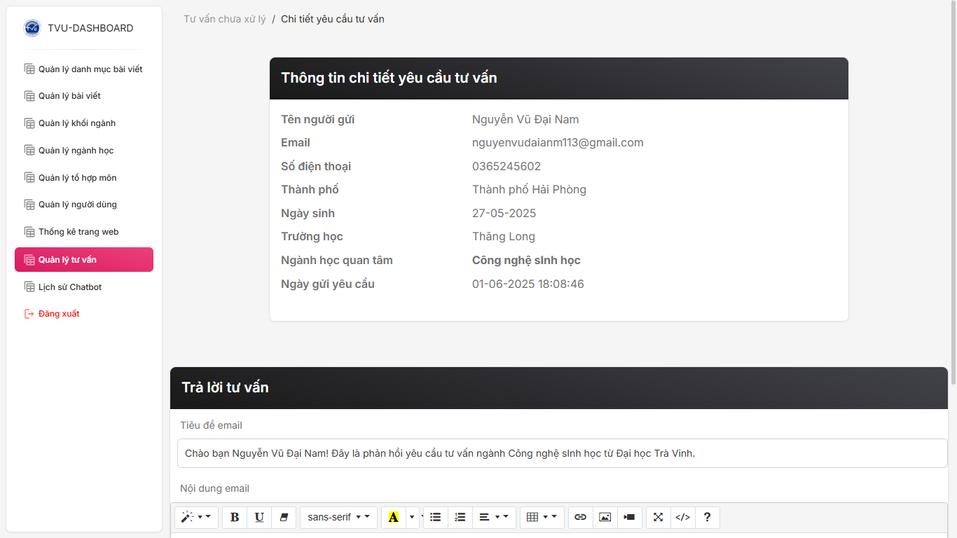 TVU-DASHBOARD
Quản lý danh mục bài viết
Quản lý bài viết
Quản lý khối ngành
Quản lý ngành học
Quản lý tổ hợp môn
Quản lý người dùng
Thống kê trang web
Quản lý tư vấn
Lịch sử Chatbot
Đăng xuất
Tư vấn chưa xử lý / Chi tiết yêu cầu tư vấn
Thông tin chi tiết yêu cầu tư vấn
Tên người gửi Nguyễn Vũ Đại Nam
Email nguyenvudaianm113@gmail.com
Số điện thoại 0365245602
Thành phố Thành phố Hải Phòng
Ngày sinh 27-05-2025
Trường học Thăng Long
Ngành học quan tâm Công nghệ sInh học
Ngày gửi yêu cầu 01-06-2025 18:08:46
Trả lời tư vấn
Tiêu đề email
Chào bạn Nguyễn Vũ Đại Nam! Đây là phản hồi yêu cầu tư vấn ngành Công nghệ sInh học từ Đại học Trà Vinh.
Nội dung email
B U sans-serif A </> ?